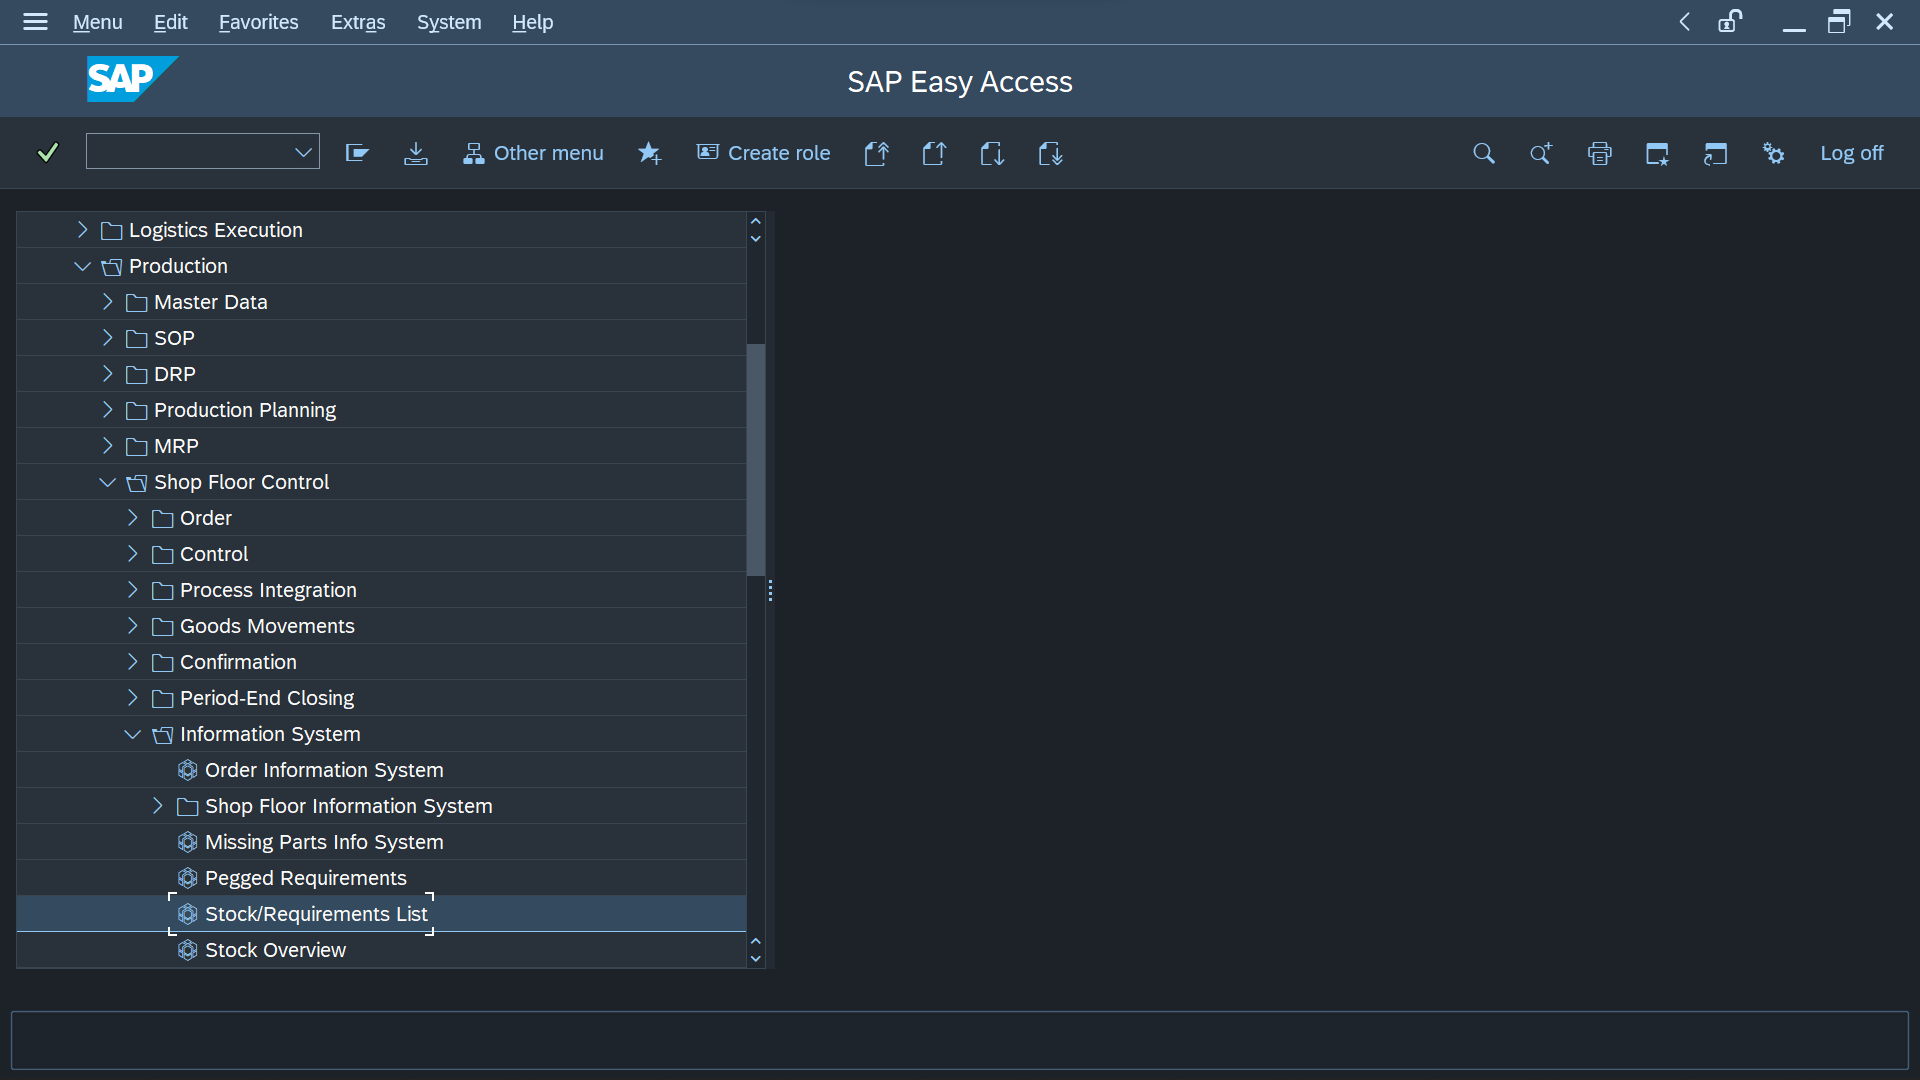 Menu Edit Favorites Extras System Help
SAP SAP Easy Access
Other menu Create role Log off
Logistics Execution
Production
Master Data
SOP
DRP
Production Planning
MRP
Shop Floor Control
Order
Control
Process Integration
Goods Movements
Confirmation
Period-End Closing
Information System
Order Information System
Shop Floor Information System
Missing Parts Info System
Pegged Requirements
Stock/Requirements List
Stock Overview